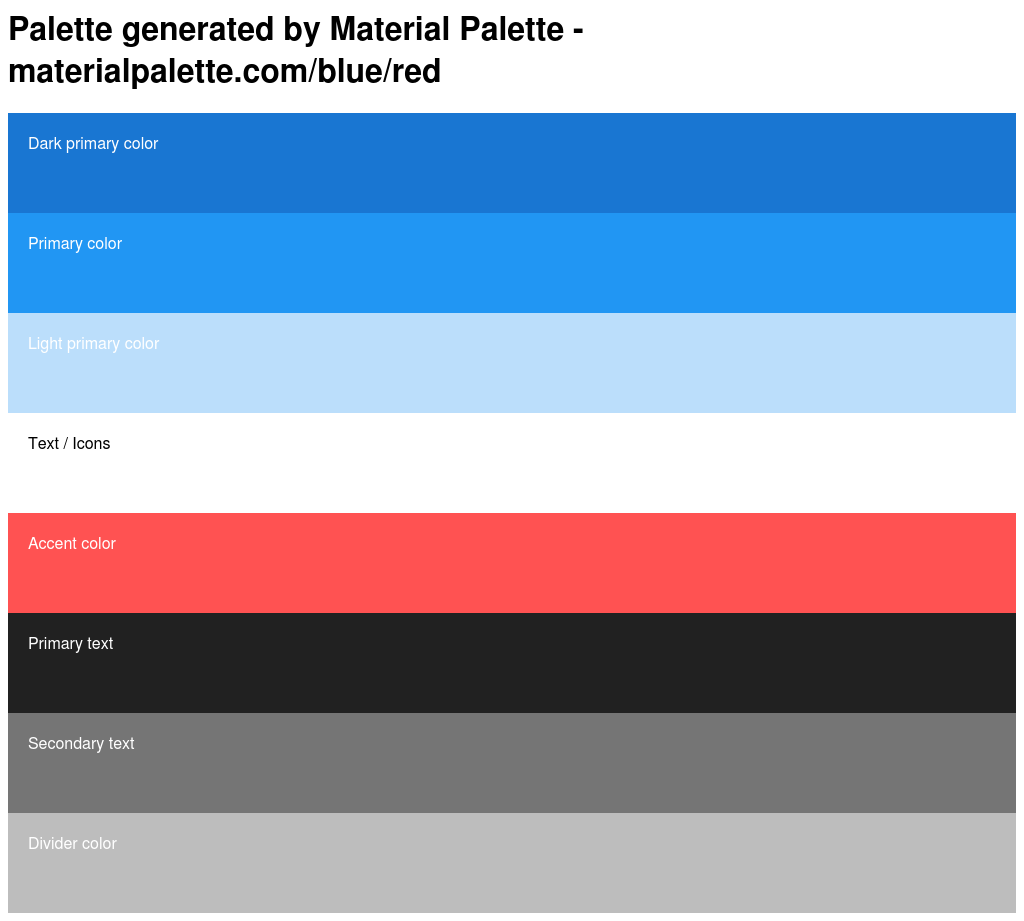 Palette generated by Material Palette -
materialpalette.com/blue/red
Dark primary color
Primary color
Light primary color
Text / Icons
Accent color
Primary text
Secondary text
Divider color